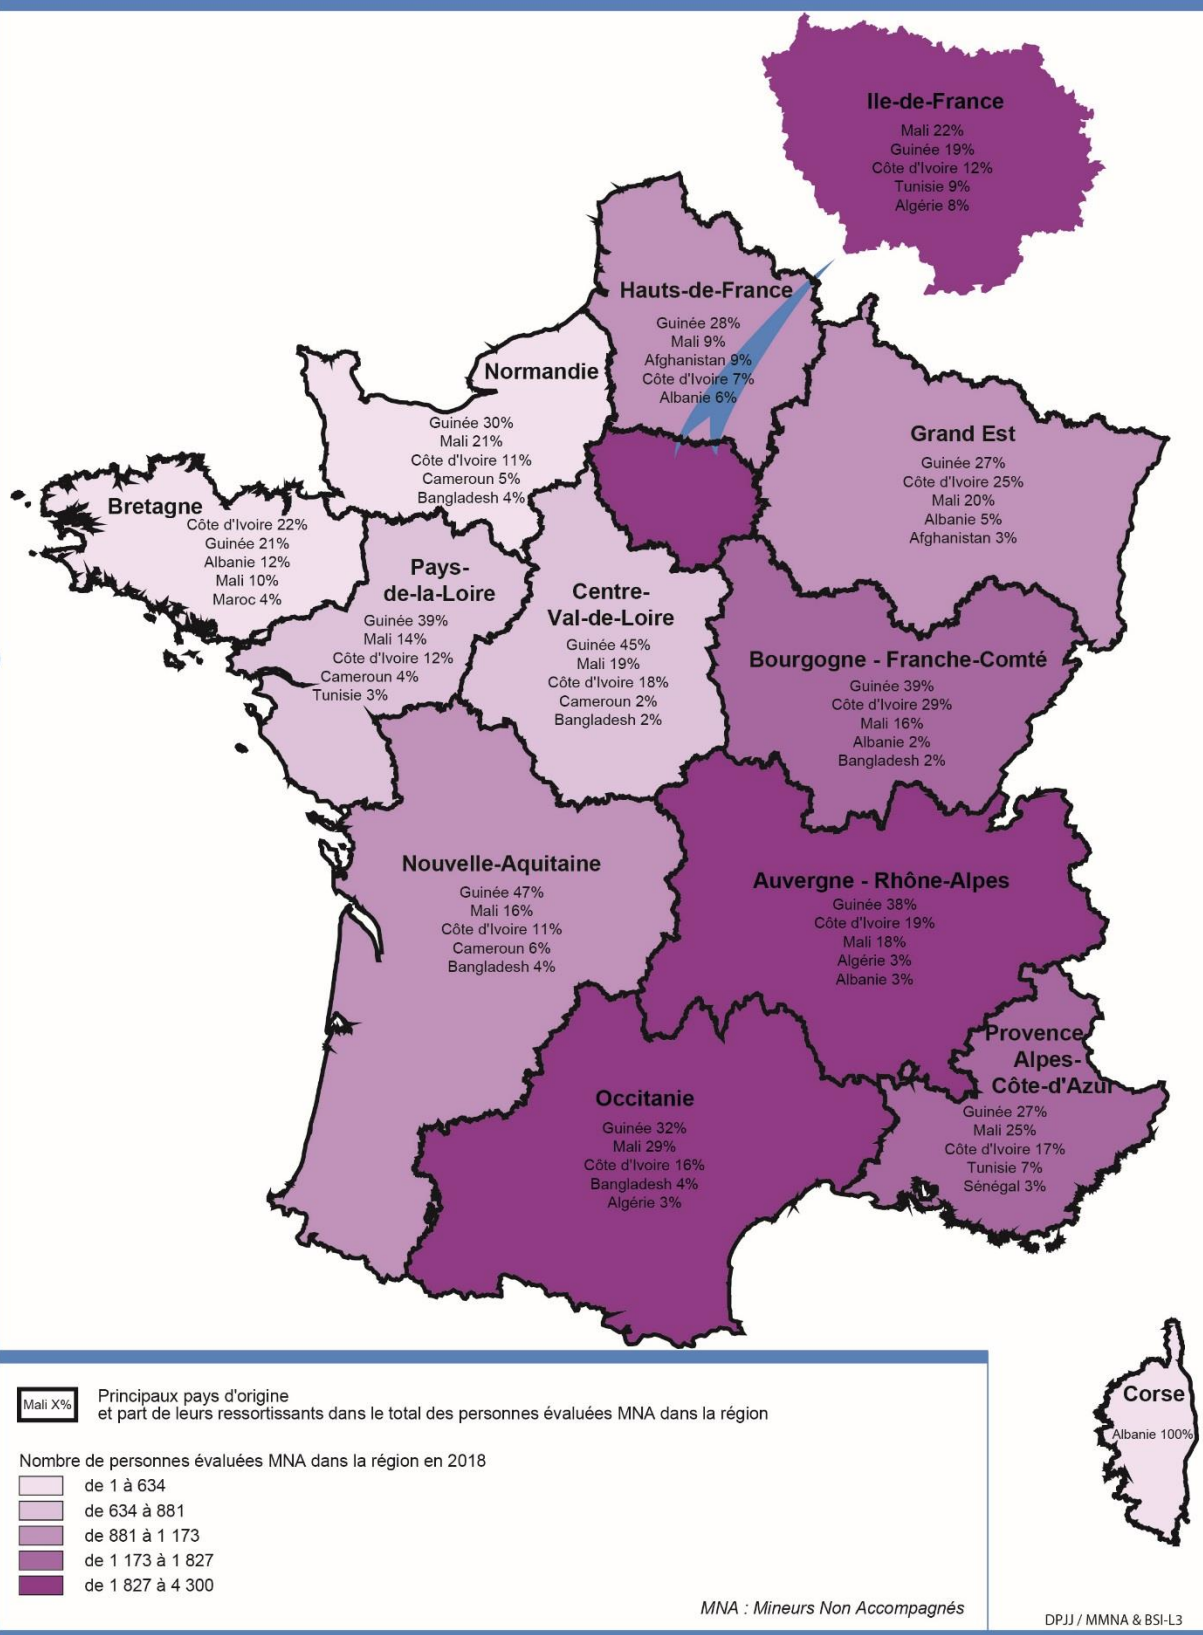 Ile-de-France
Mali 22%
Guinée 19%
Côte d'Ivoire 12%
Tunisie 9%
Algérie 8%
Hauts-de-France
Guinée 28%
Mali 9%
Afghanistan 9%
Côte d'Ivoire 7%
Albanie 6%
Normandie
Guinée 30%
Mali 21%
Côte d'Ivoire 11%
Cameroun 5%
Bangladesh 4%
Grand Est
Guinée 27%
Côte d'Ivoire 25%
Mali 20%
Albanie 5%
Afghanistan 3%
Bretagne
Côte d'Ivoire 22%
Guinée 21%
Albanie 12%
Mali 10%
Maroc 4%
Pays-
de-la-Loire
Guinée 39%
Mali 14%
Côte d'Ivoire 12%
Cameroun 4%
Tunisie 3%
Centre-
Val-de-Loire
Guinée 45%
Mali 19%
Côte d'Ivoire 18%
Cameroun 2%
Bangladesh 2%
Bourgogne - Franche-Comté
Guinée 39%
Côte d'Ivoire 29%
Mali 16%
Albanie 2%
Bangladesh 2%
Nouvelle-Aquitaine
Guinée 47%
Mali 16%
Côte d'Ivoire 11%
Cameroun 6%
Bangladesh 4%
Auvergne - Rhône-Alpes
Guinée 38%
Côte d'Ivoire 19%
Mali 18%
Algérie 3%
Albanie 3%
Provence
Alpes-
Côte-d'Azur
Guinée 27%
Mali 25%
Côte d'Ivoire 17%
Tunisie 7%
Sénégal 3%
Occitanie
Guinée 32%
Mali 29%
Côte d'Ivoire 16%
Bangladesh 4%
Algérie 3%
Corse
Albanie 100%
Mali X%
Principaux pays d'origine
et part de leurs ressortissants dans le total des personnes évaluées MNA dans la région
Nombre de personnes évaluées MNA dans la région en 2018
de 1 à 634
de 634 à 881
de 881 à 1 173
de 1 173 à 1 827
de 1 827 à 4 300
MNA : Mineurs Non Accompagnés
DPJJ / MMNA & BSI-L3